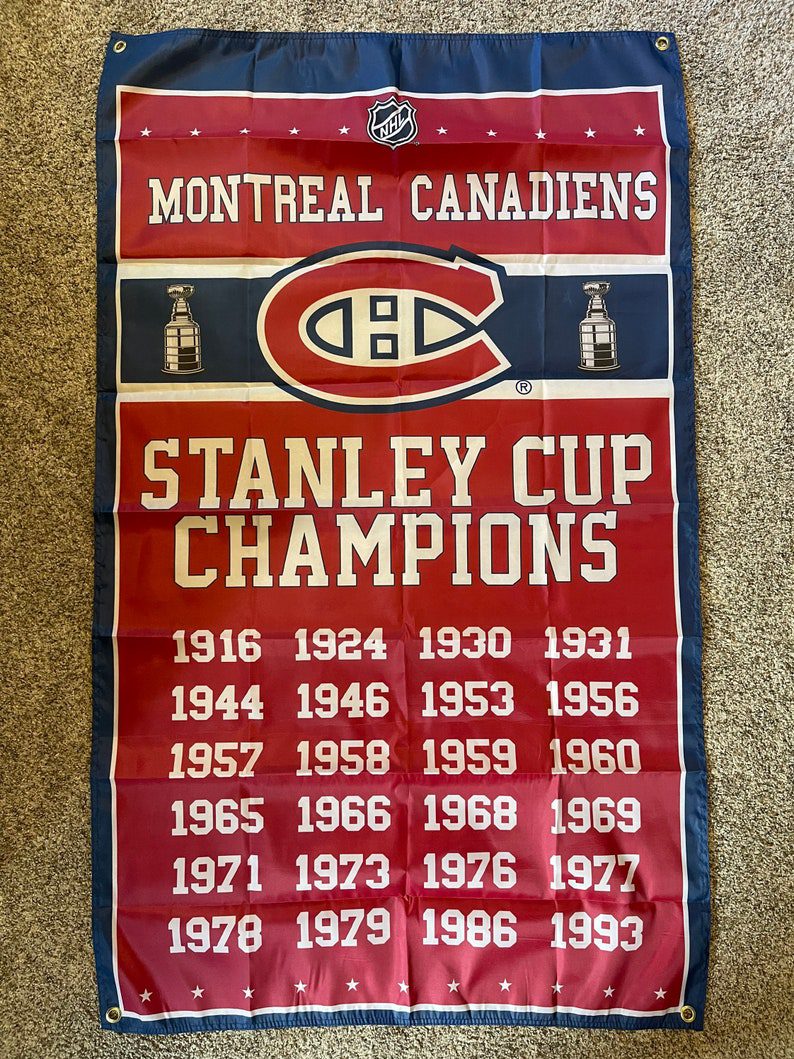 NHL
MONTREAL CANADIENS
CH
®
STANLEY CUP
CHAMPIONS
1916 1924 1930 1931
1944 1946 1953 1956
1957 1958 1959 1960
1965 1966 1968 1969
1971 1973 1976 1977
1978 1979 1986 1993